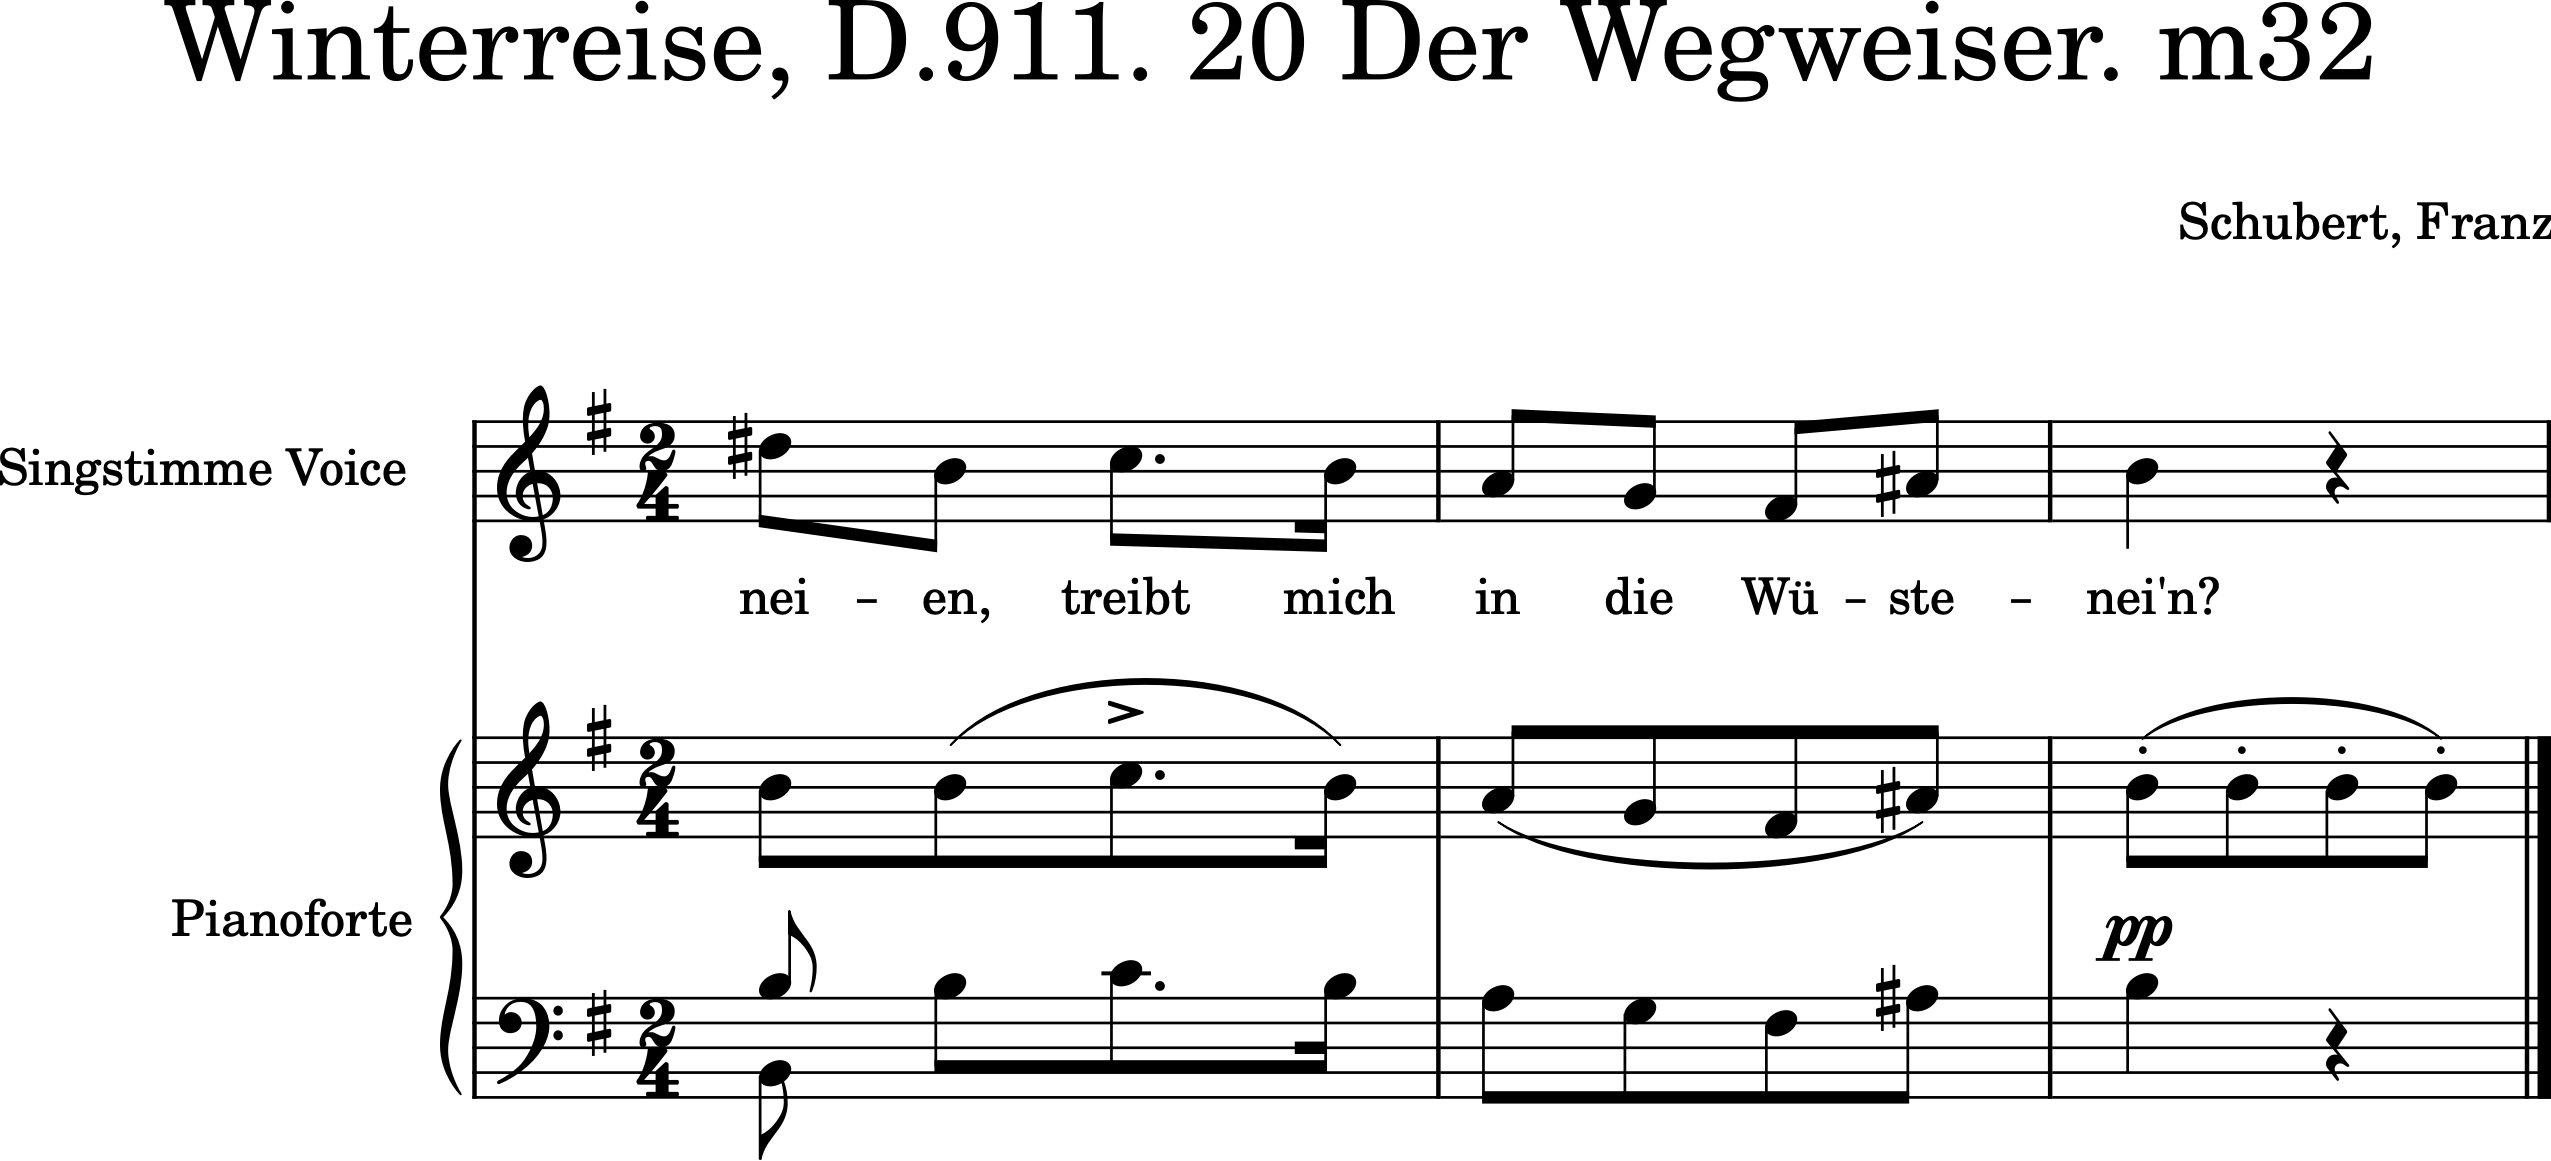 Winterreise, D.911. 20 Der Wegweiser. m32
Schubert, Franz
Singstimme Voice
nei – en, treibt mich in die Wü – ste – nei'n?
Pianoforte
pp